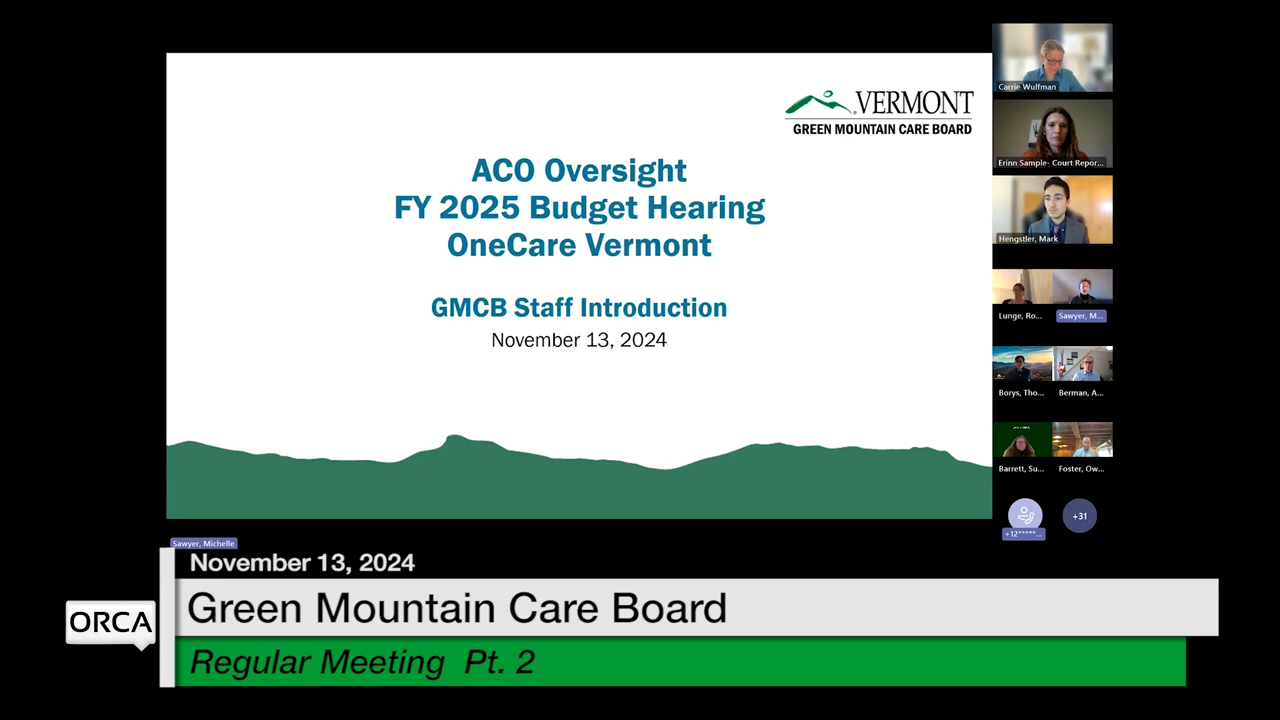 VERMONT
GREEN MOUNTAIN CARE BOARD
ACO Oversight
FY 2025 Budget Hearing
OneCare Vermont
GMCB Staff Introduction
November 13, 2024
Carrie Wulfman
Erinn Sample- Court Repor...
Hengstler, Mark
Lunge, Ro...
Sawyer, M...
Borys, Tho...
Berman, A...
Barrett, Su...
Foster, Ow...
+12*****...
+31
Sawyer, Michelle
November 13, 2024
ORCA
Green Mountain Care Board
Regular Meeting Pt. 2